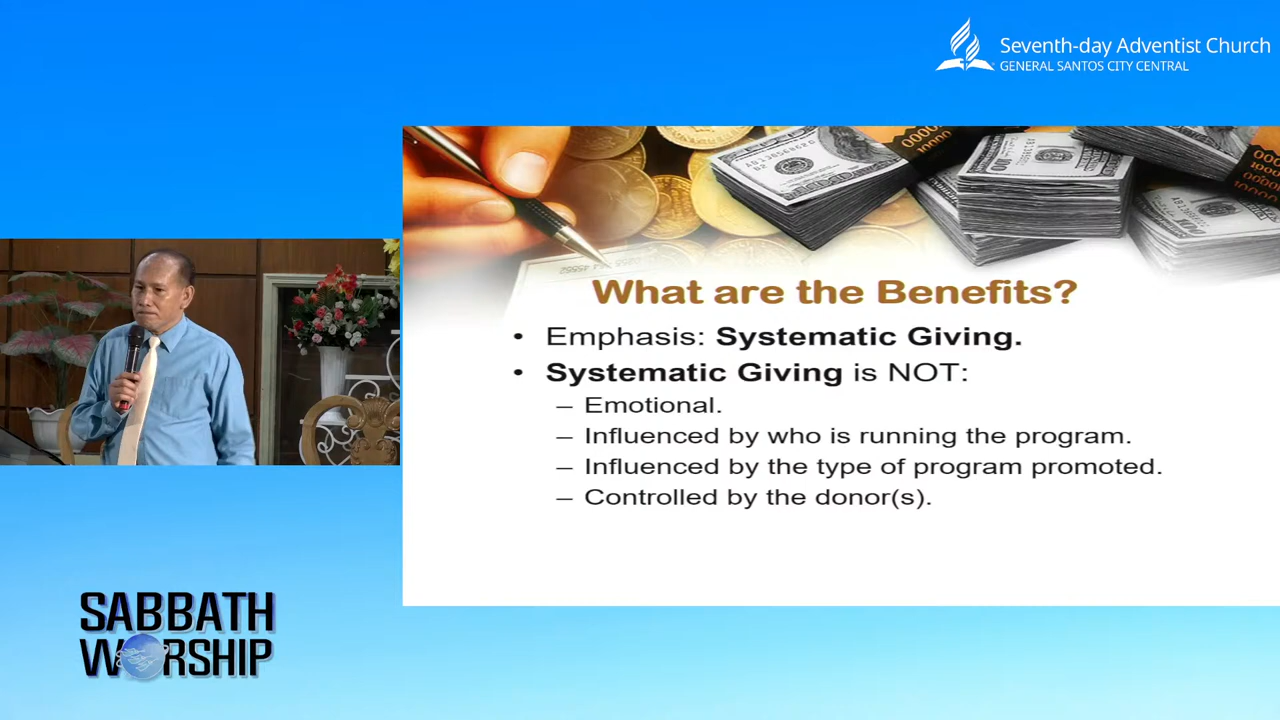 Seventh-day Adventist Church
GENERAL SANTOS CITY CENTRAL
What are the Benefits?
• Emphasis: Systematic Giving.
• Systematic Giving is NOT:
– Emotional.
– Influenced by who is running the program.
– Influenced by the type of program promoted.
– Controlled by the donor(s).
SABBATH
WORSHIP